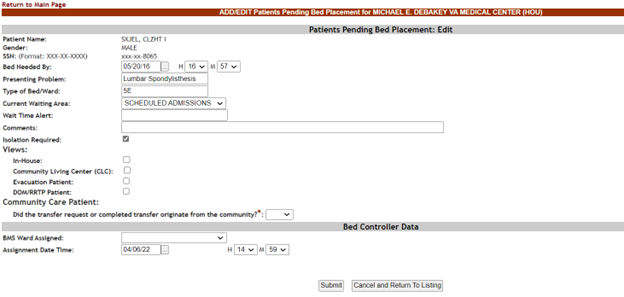 Return to Main Page
ADD/EDIT Patients Pending Bed Placement for MICHAEL E. DEBAKEY VA MEDICAL CENTER (HOU)
Patients Pending Bed Placement: Edit
Patient Name: SXJEL, CLZHT I
Gender: MALE
SSN: (Format: XXX-XX-XXXX) xxx-xx-8065
Bed Needed By: 05/20/16 H 16 M 57
Presenting Problem: Lumbar Spondylisthesis
Type of Bed/Ward: 5E
Current Waiting Area: SCHEDULED ADMISSIONS
Wait Time Alert:
Comments:
Isolation Required:
Views:
In-House:
Community Living Center (CLC):
Evacuation Patient:
DOM/RRTP Patient:
Community Care Patient:
Did the transfer request or completed transfer originate from the community?*:
Bed Controller Data
BMS Ward Assigned:
Assignment Date Time: 04/06/22 H 14 M 59
Submit Cancel and Return To Listing